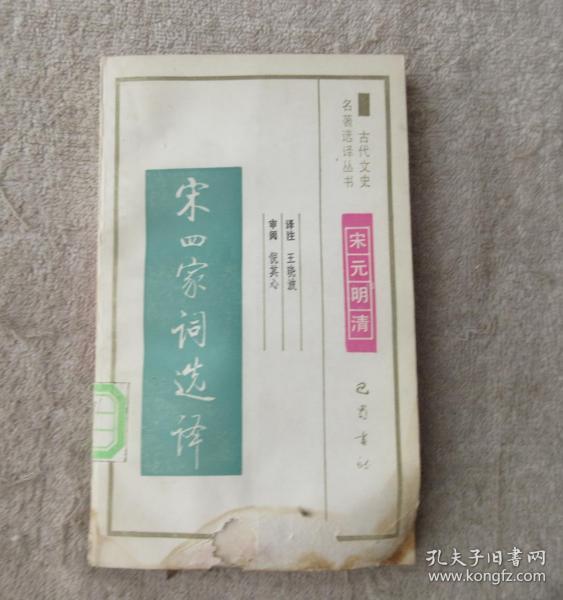 古代文史
名著选译丛书
宋元明清
巴蜀书社
译注 王晓波
审阅 倪其心
宋四家词选译
孔夫子旧书网
www.kongfz.com